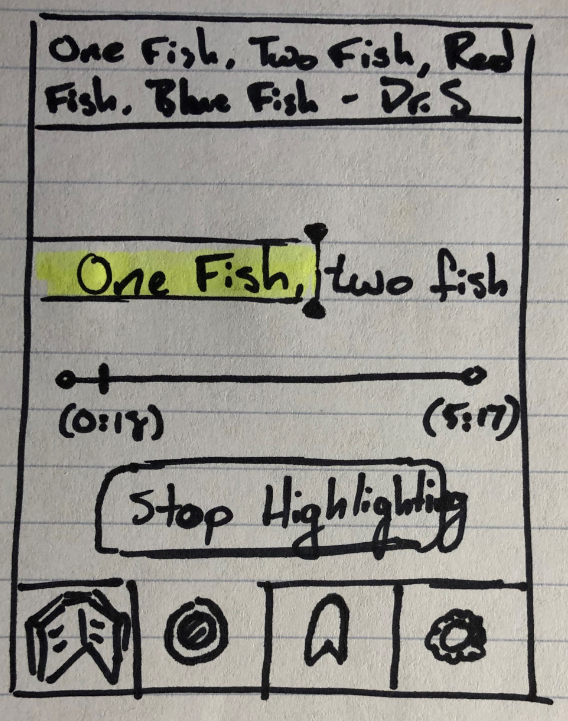 One Fish, Two Fish, Red
Fish, Blue Fish - Dr. S
One Fish, two fish
(0:18) (5:17)
Stop Highlighting